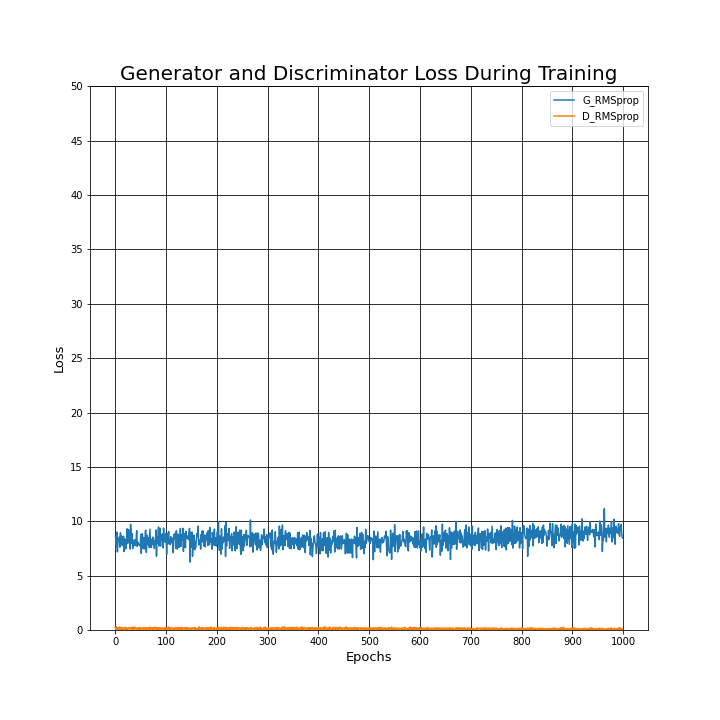 Generator and Discriminator Loss During Training
50
G_RMSprop
D_RMSprop
45
40
35
30
25
20
15
10
5
0
Loss
0 100 200 300 400 500 600 700 800 900 1000
Epochs